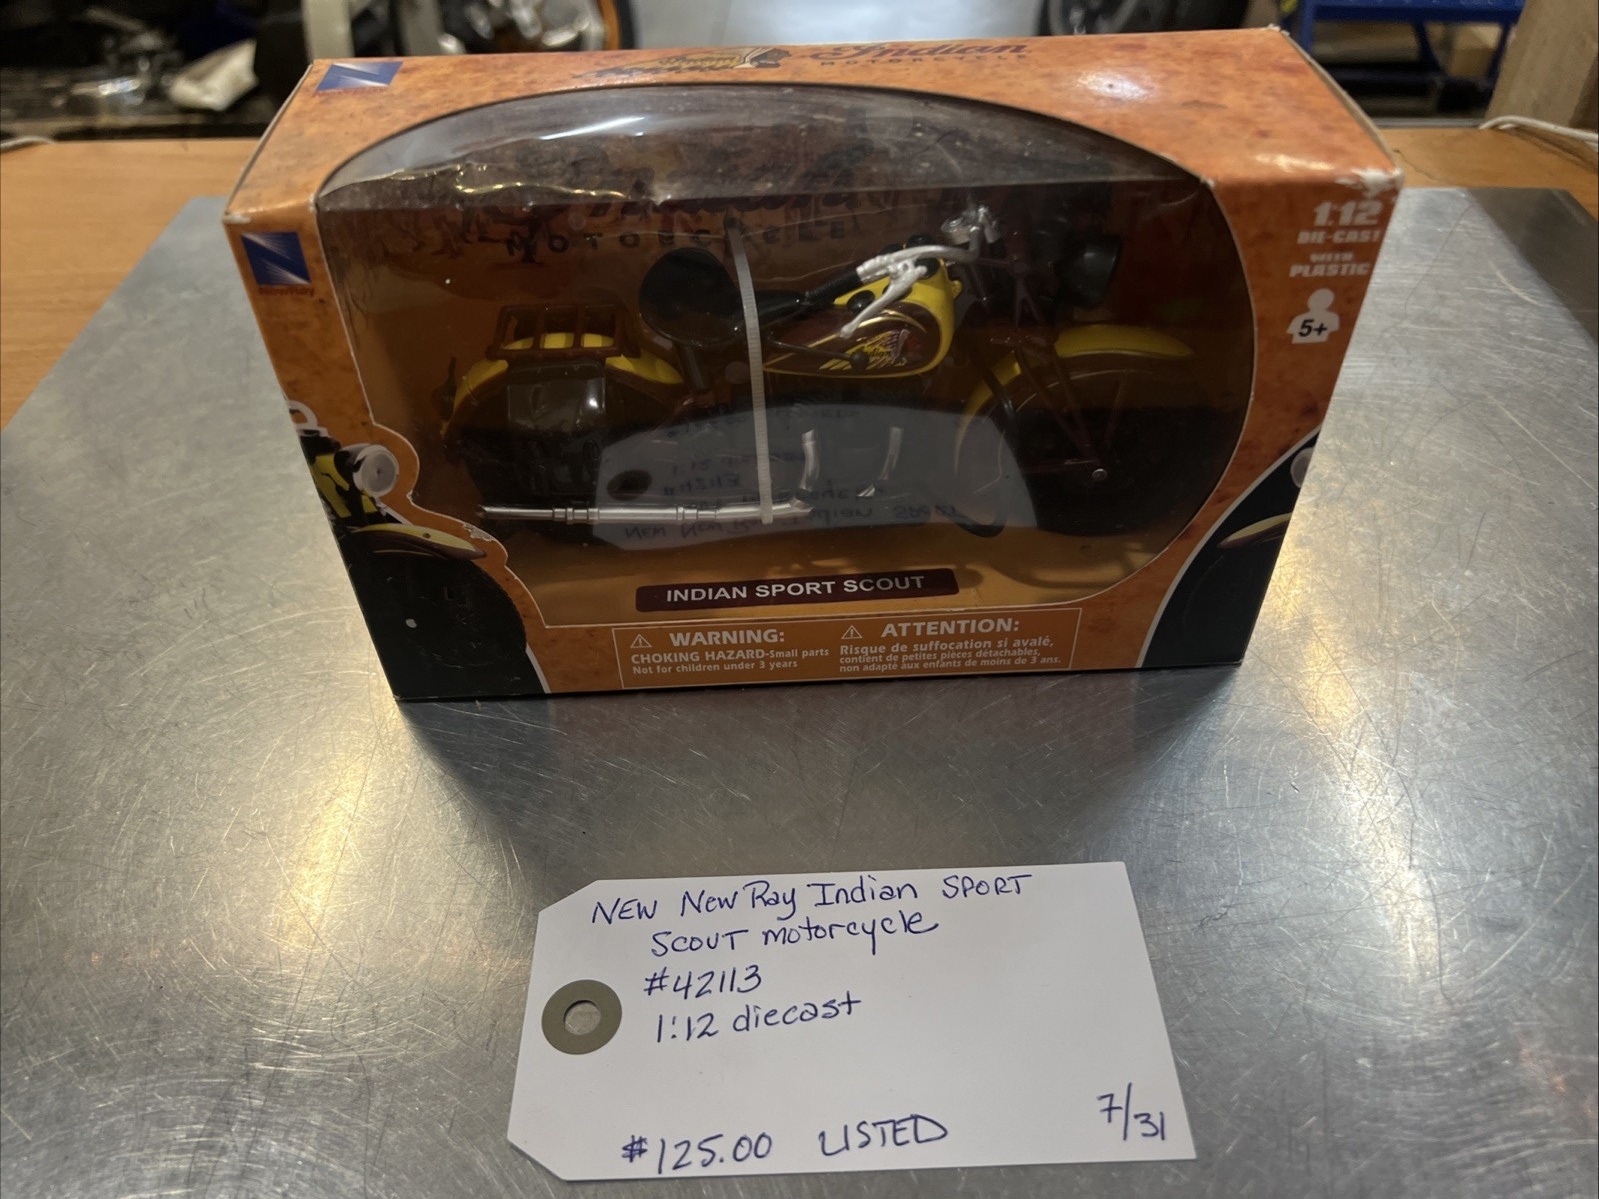 Indian
MOTORCYCLE
NewRay
1:12
DIE-CAST
WITH
PLASTIC
5+
INDIAN SPORT SCOUT
WARNING:
CHOKING HAZARD-Small parts
Not for children under 3 years
ATTENTION:
Risque de suffocation si avalé,
contient de petites pièces détachables,
non adapté aux enfants de moins de 3 ans.
NEW NEW Ray Indian SPORT
SCOUT motorcycle
#42113
1:12 diecast
$125.00 LISTED
7/31